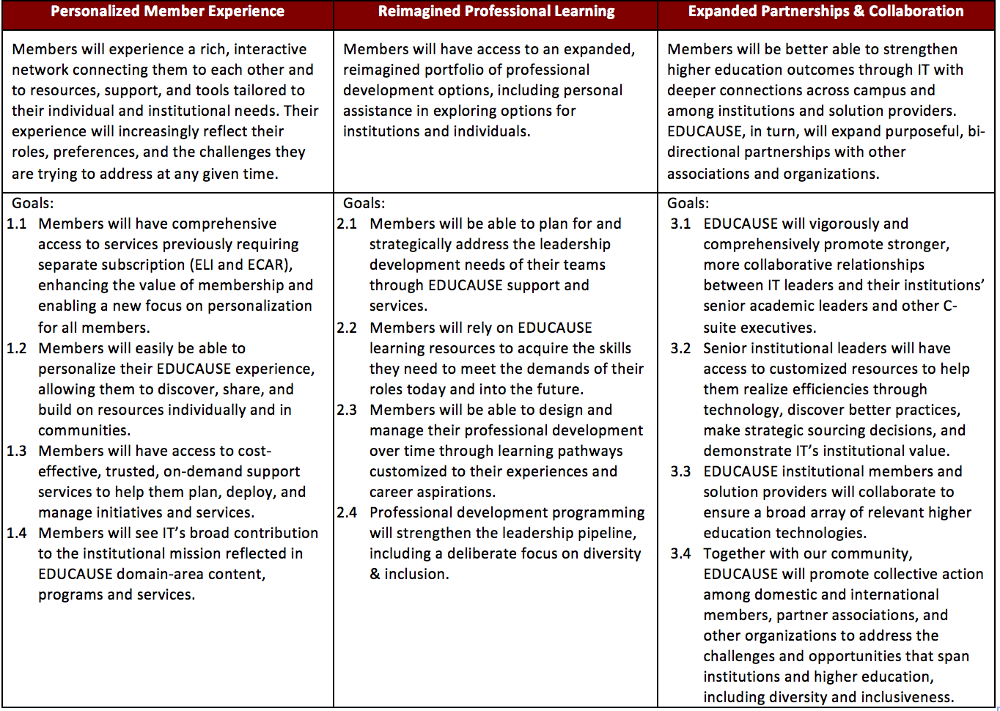 Personalized Member Experience
Members will experience a rich, interactive
network connecting them to each other and
to resources, support, and tools tailored to
their individual and institutional needs. Their
experience will increasingly reflect their
roles, preferences, and the challenges they
are trying to address at any given time.
Goals:
1.1 Members will have comprehensive
access to services previously requiring
separate subscription (ELI and ECAR),
enhancing the value of membership and
enabling a new focus on personalization
for all members.
1.2 Members will easily be able to
personalize their EDUCAUSE experience,
allowing them to discover, share, and
build on resources individually and in
communities.
1.3 Members will have access to cost-
effective, trusted, on-demand support
services to help them plan, deploy, and
manage initiatives and services.
1.4 Members will see IT's broad contribution
to the institutional mission reflected in
EDUCAUSE domain-area content,
programs and services.
Reimagined Professional Learning
Members will have access to an expanded,
reimagined portfolio of professional
development options, including personal
assistance in exploring options for
institutions and individuals.
Goals:
2.1 Members will be able to plan for and
strategically address the leadership
development needs of their teams
through EDUCAUSE support and
services.
2.2 Members will rely on EDUCAUSE
learning resources to acquire the skills
they need to meet the demands of their
roles today and into the future.
2.3 Members will be able to design and
manage their professional development
over time through learning pathways
customized to their experiences and
career aspirations.
2.4 Professional development programming
will strengthen the leadership pipeline,
including a deliberate focus on diversity
& inclusion.
Expanded Partnerships & Collaboration
Members will be better able to strengthen
higher education outcomes through IT with
deeper connections across campus and
among institutions and solution providers.
EDUCAUSE, in turn, will expand purposeful, bi-
directional partnerships with other
associations and organizations.
Goals:
3.1 EDUCAUSE will vigorously and
comprehensively promote stronger,
more collaborative relationships
between IT leaders and their institutions'
senior academic leaders and other C-
suite executives.
3.2 Senior institutional leaders will have
access to customized resources to help
them realize efficiencies through
technology, discover better practices,
make strategic sourcing decisions, and
demonstrate IT's institutional value.
3.3 EDUCAUSE institutional members and
solution providers will collaborate to
ensure a broad array of relevant higher
education technologies.
3.4 Together with our community,
EDUCAUSE will promote collective action
among domestic and international
members, partner associations, and
other organizations to address the
challenges and opportunities that span
institutions and higher education,
including diversity and inclusiveness.